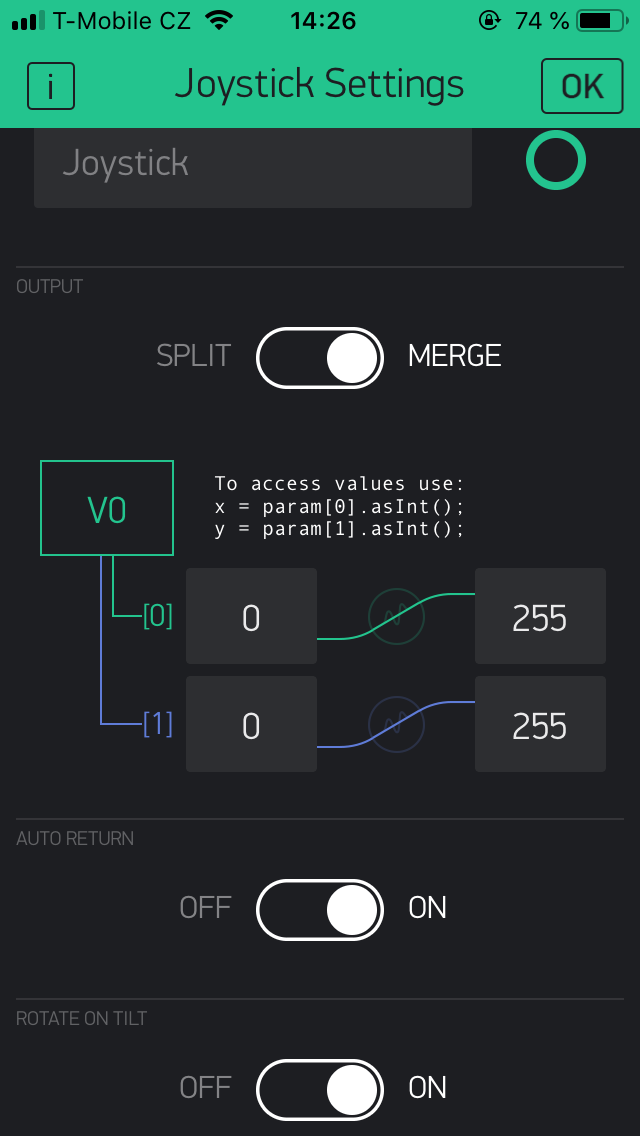 T-Mobile CZ 14:26 74 %
i Joystick Settings OK
Joystick
OUTPUT
SPLIT MERGE
V0 To access values use:
x = param[0].asInt();
y = param[1].asInt();
[0] 0 255
[1] 0 255
AUTO RETURN
OFF ON
ROTATE ON TILT
OFF ON